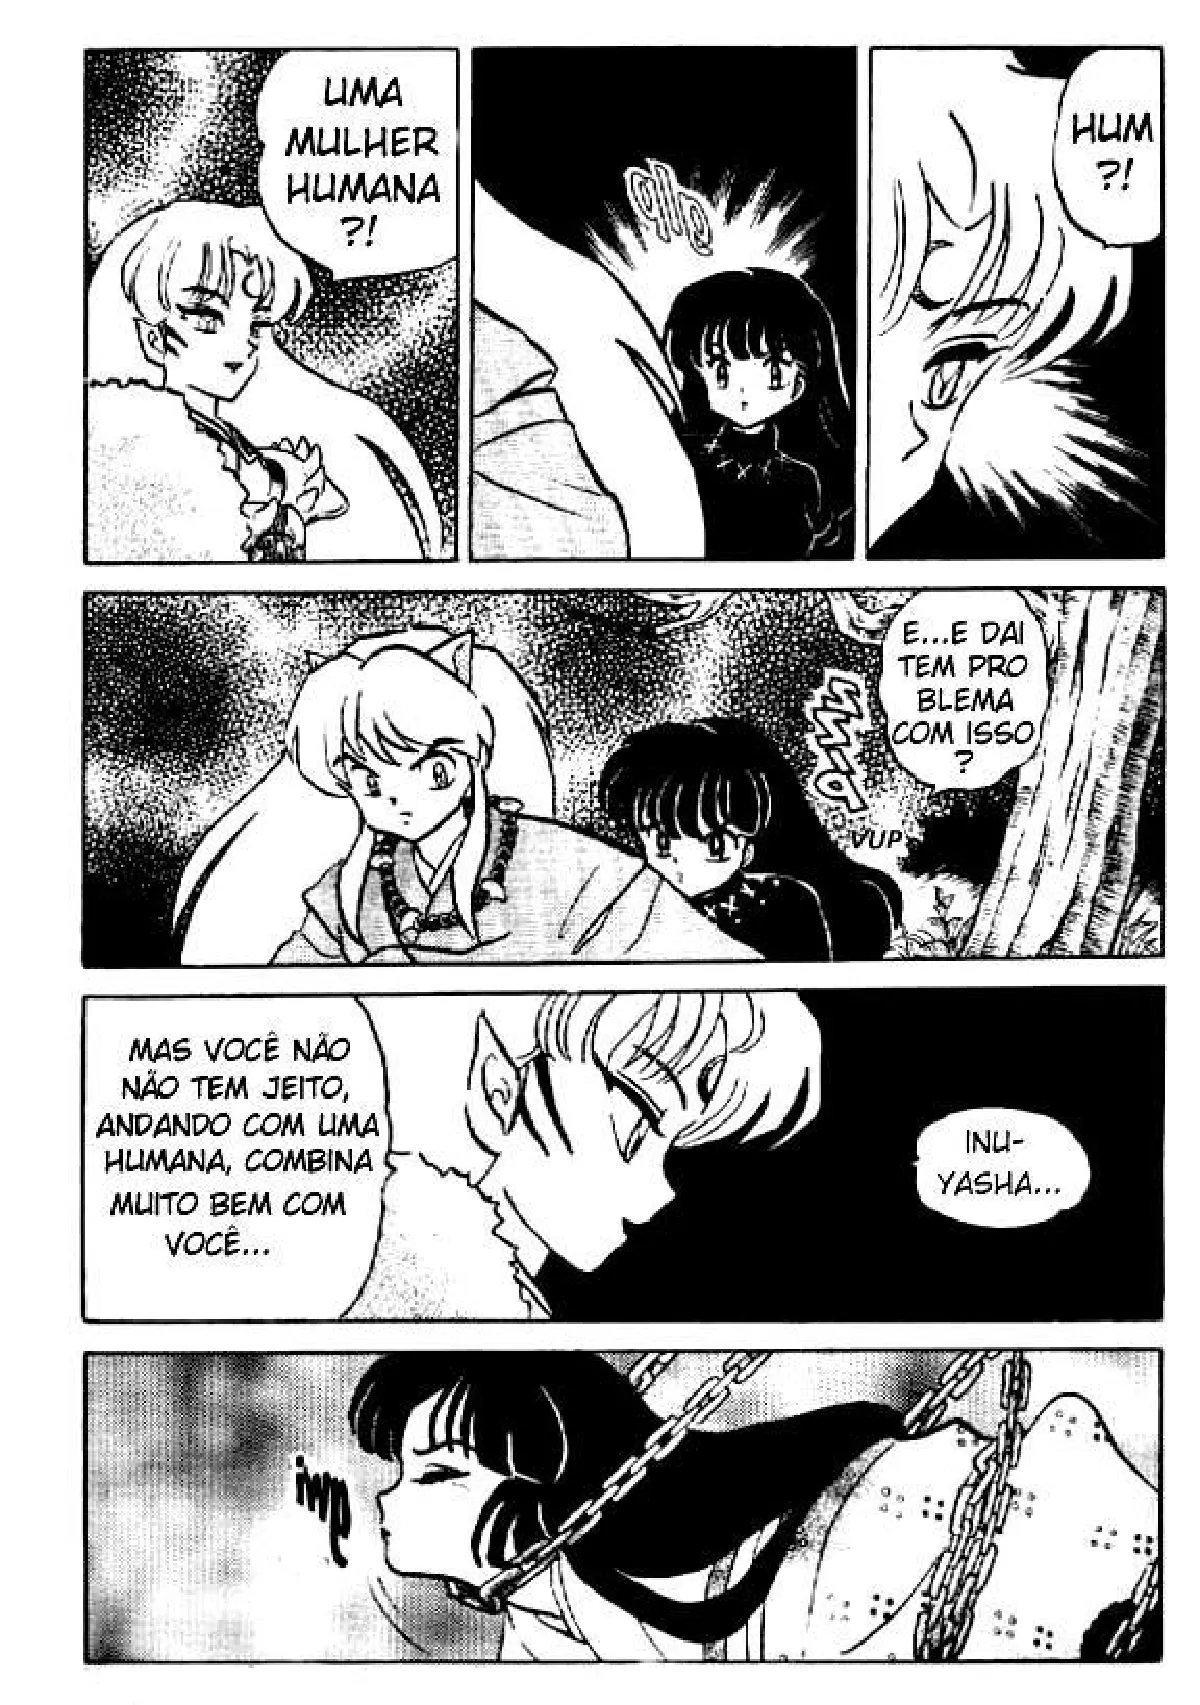 HUM
?!
UMA
MULHER
HUMANA
?!
E...E DAI
TEM PRO
BLEMA
COM ISSO
?
VUP
INU-
YASHA...
MAS VOCÊ NÃO
NÃO TEM JEITO,
ANDANDO COM UMA
HUMANA, COMBINA
MUITO BEM COM
VOCÊ...